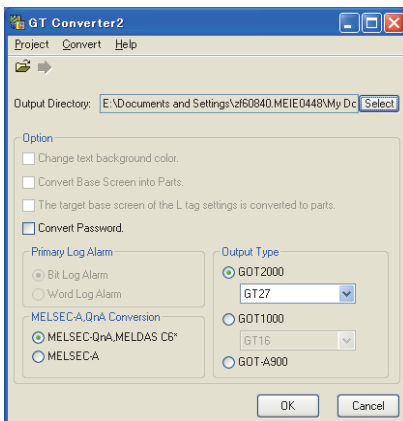 GT Converter2
Project Convert Help
Output Directory: E:\Documents and Settings\zf60840.MEIE0448\My Dc Select
Option
Change text background color.
Convert Base Screen into Parts.
The target base screen of the L tag settings is converted to parts.
Convert Password.
Primary Log Alarm
Bit Log Alarm
Word Log Alarm
MELSEC-A,QnA Conversion
MELSEC-QnA,MELDAS C6*
MELSEC-A
Output Type
GOT2000
GT27
GOT1000
GT16
GOT-A900
OK Cancel